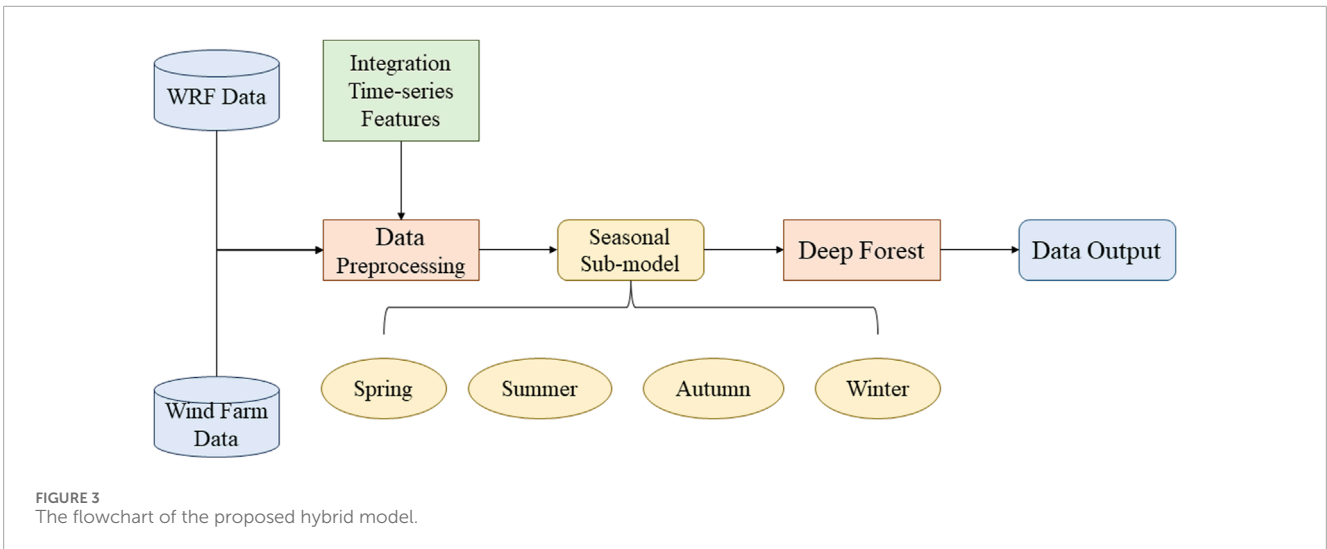 WRF Data
Integration
Time-series
Features
Data
Preprocessing
Seasonal
Sub-model
Deep Forest
Data Output
Spring
Summer
Autumn
Winter
Wind Farm
Data
FIGURE 3
The flowchart of the proposed hybrid model.